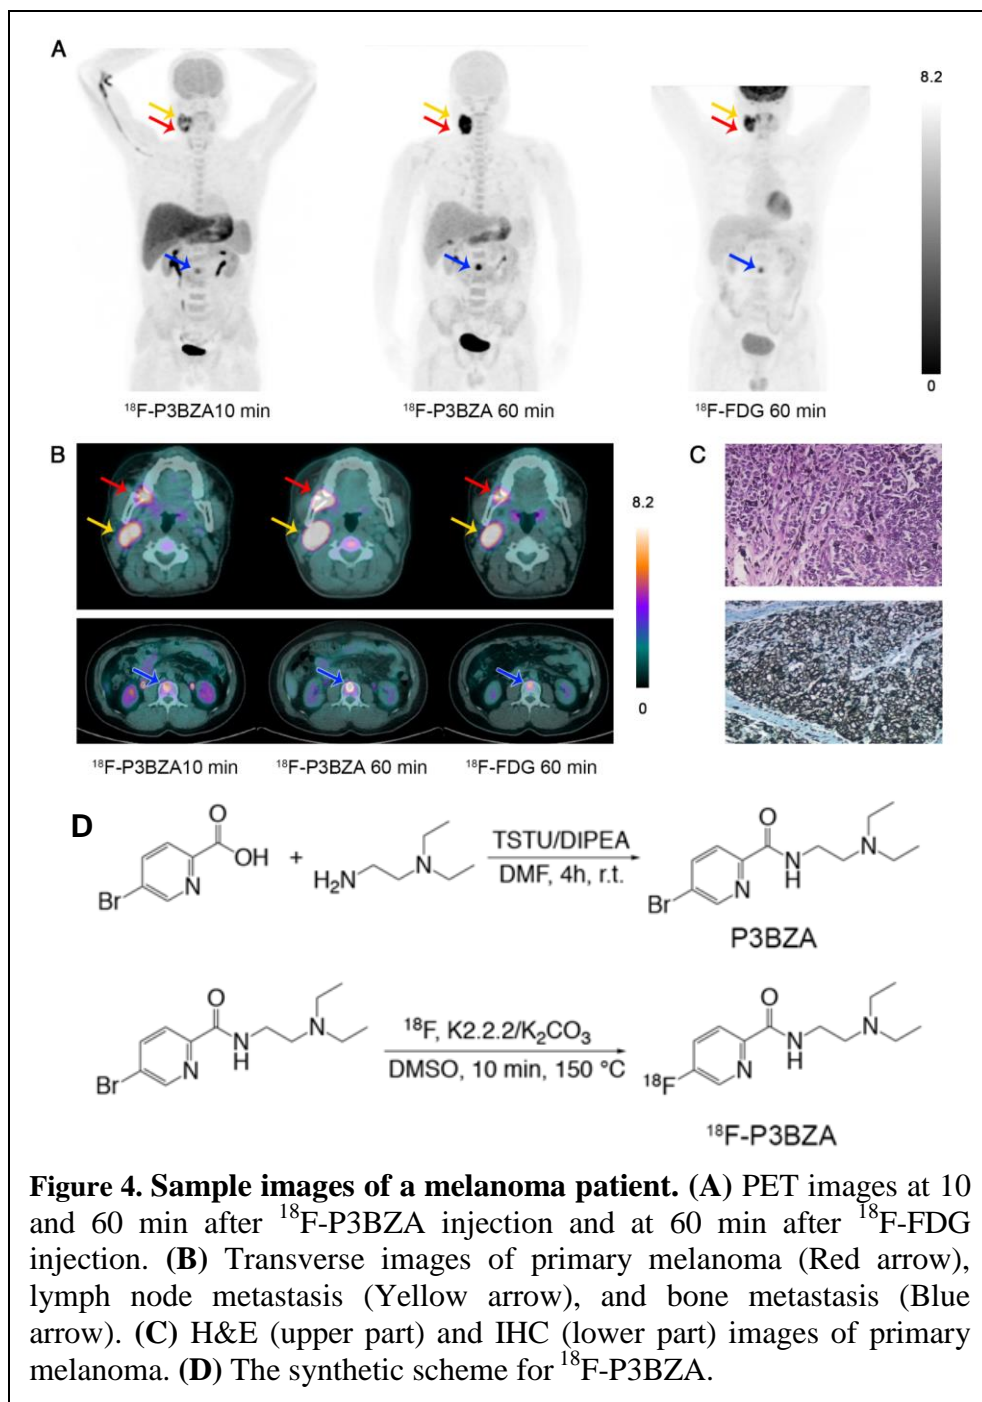 A
8.2
0
¹⁸F-P3BZA10 min
¹⁸F-P3BZA 60 min
¹⁸F-FDG 60 min
B
C
8.2
0
¹⁸F-P3BZA10 min
¹⁸F-P3BZA 60 min
¹⁸F-FDG 60 min
D
O
OH
N
Br
+
H₂N
N
TSTU/DIPEA
DMF, 4h, r.t.
O
N
H
N
N
Br
P3BZA
O
N
H
N
N
Br
¹⁸F, K2.2.2/K₂CO₃
DMSO, 10 min, 150 °C
O
N
H
N
N
¹⁸F
¹⁸F-P3BZA
Figure 4. Sample images of a melanoma patient. (A) PET images at 10
and 60 min after ¹⁸F-P3BZA injection and at 60 min after ¹⁸F-FDG
injection. (B) Transverse images of primary melanoma (Red arrow),
lymph node metastasis (Yellow arrow), and bone metastasis (Blue
arrow). (C) H&E (upper part) and IHC (lower part) images of primary
melanoma. (D) The synthetic scheme for ¹⁸F-P3BZA.